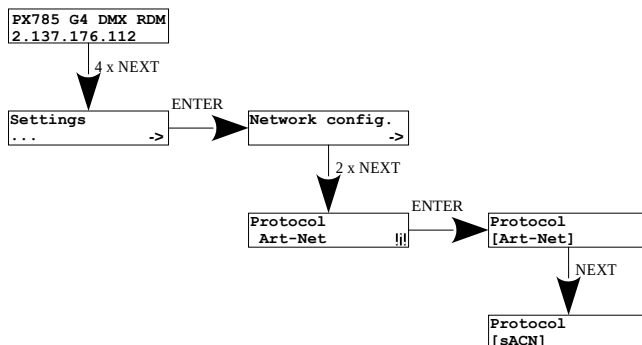 PX785 G4 DMX RDM
2.137.176.112
4 x NEXT
Settings
... ->
ENTER
Network config.
->
2 x NEXT
Protocol
Art-Net !¡!
ENTER
Protocol
[Art-Net]
NEXT
Protocol
[sACN]